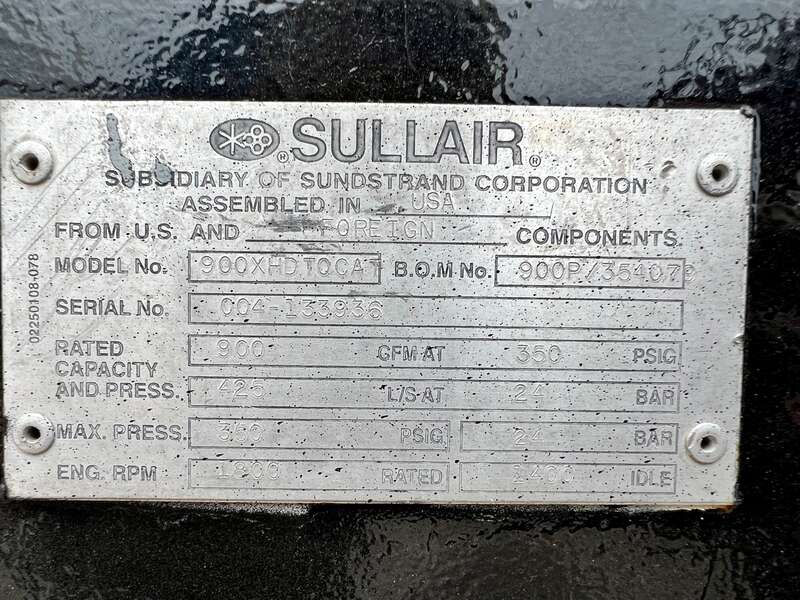 ® SULLAIR®
SUBSIDIARY OF SUNDSTRAND CORPORATION
ASSEMBLED IN USA
FROM U.S. AND FOREIGN COMPONENTS.
MODEL No. 900XHDTQCAT B.O.M No. 900P/354079
SERIAL No. 004-133936
RATED CAPACITY AND PRESS. 900 CFM AT 350 PSIG
425 L/S AT 24 BAR
MAX. PRESS. 350 PSIG 24 BAR
ENG. RPM 1800 RATED 1400 IDLE
02250108-078